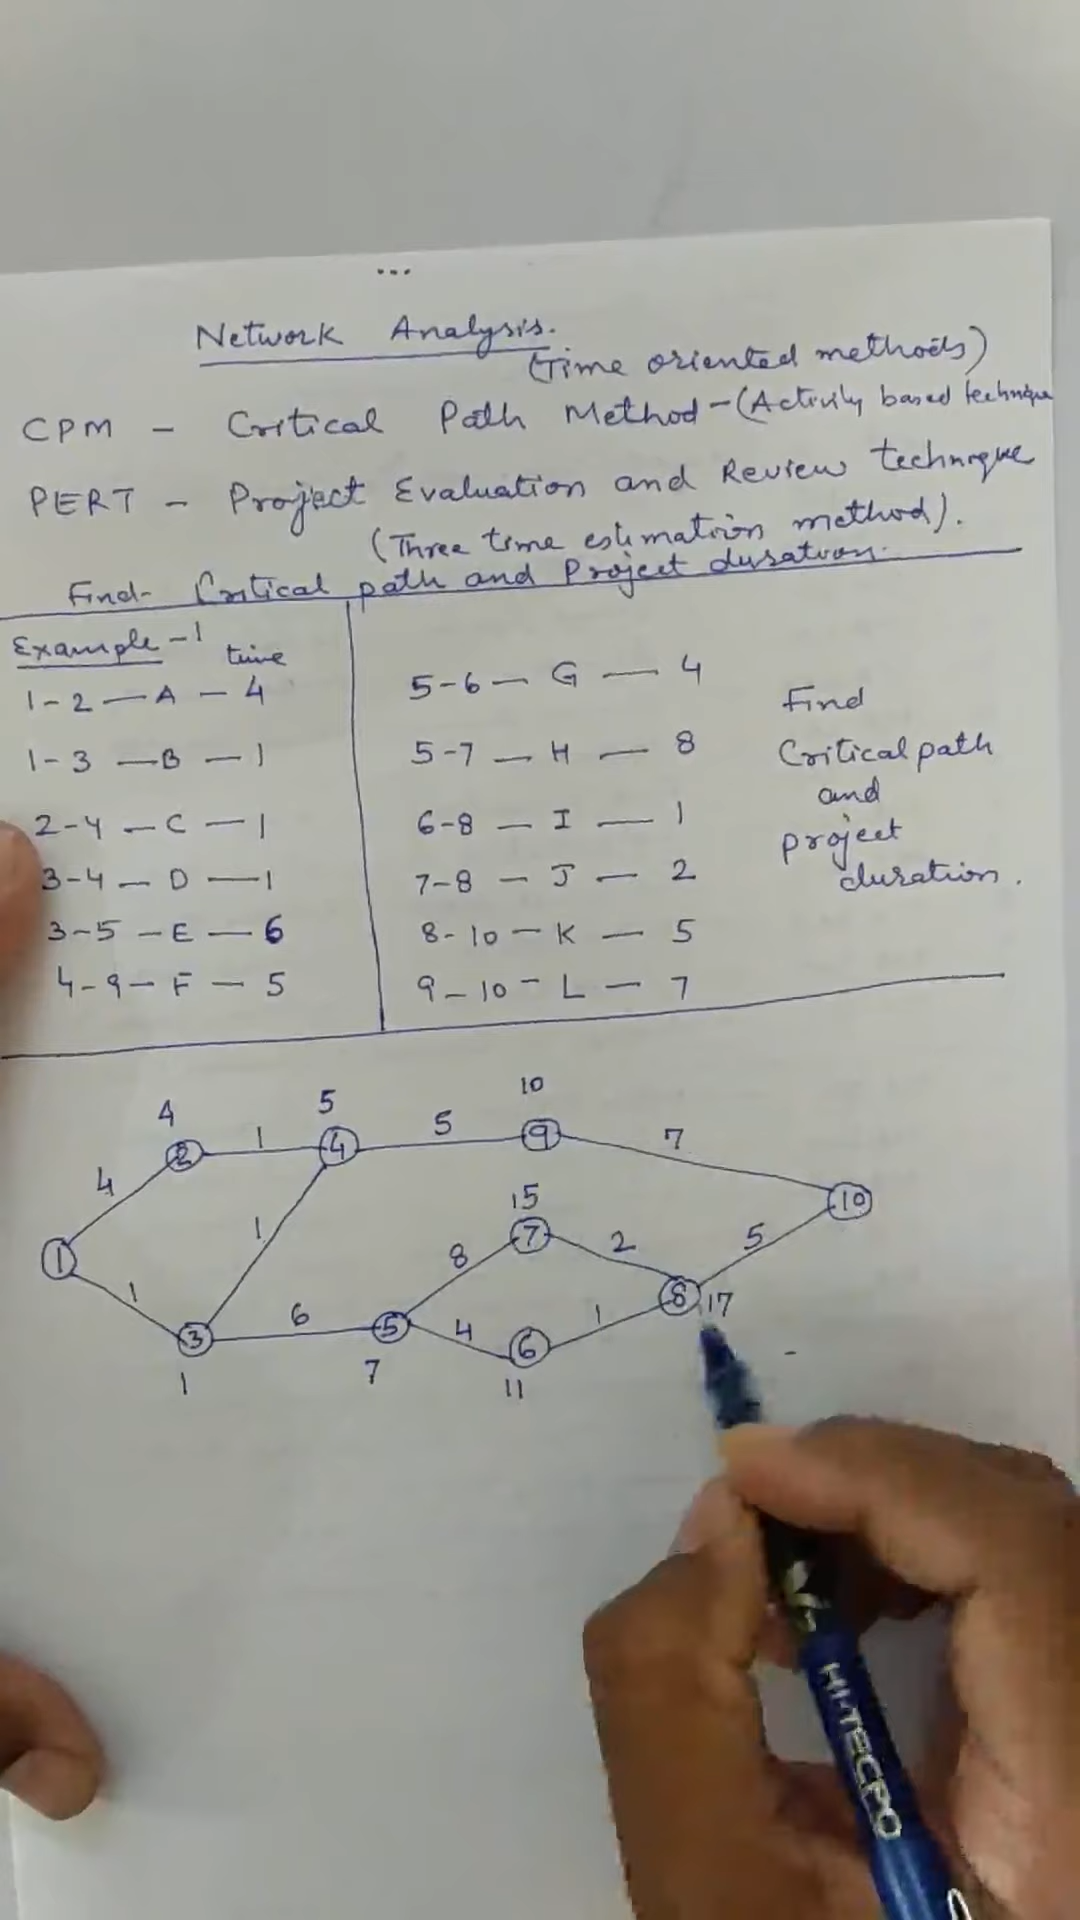 ...
Network Analysis.
(Time oriented methods)
CPM - Critical Path Method - (Activity based technique
PERT - Project Evaluation and Review technique
(Three time estimation method).
Find- Critical path and Project duration.
Example -1 time
1-2 — A — 4
1-3 — B — 1
2-4 — C — 1
3-4 — D — 1
3-5 — E — 6
4-9 — F — 5
5-6 — G — 4
5-7 — H — 8
6-8 — I — 1
7-8 — J — 2
8-10 — K — 5
9-10 — L — 7
Find
Critical path
and
project
duration.
4 5 10
4 2 1 4 5 9 7
1 1 15 10
8 7 2 5
1 3 6 5 4 6 1 8 17
1 7 11
HI-TECPO